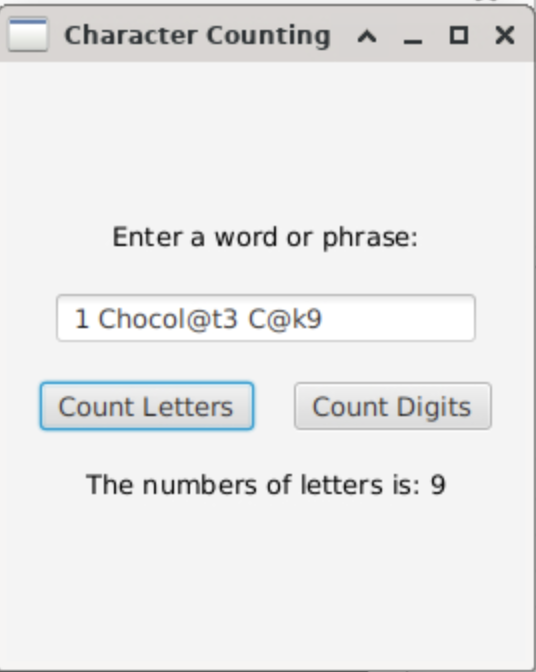 Character Counting
Enter a word or phrase:
1 Chocol@t3 C@k9
Count Letters Count Digits
The numbers of letters is: 9